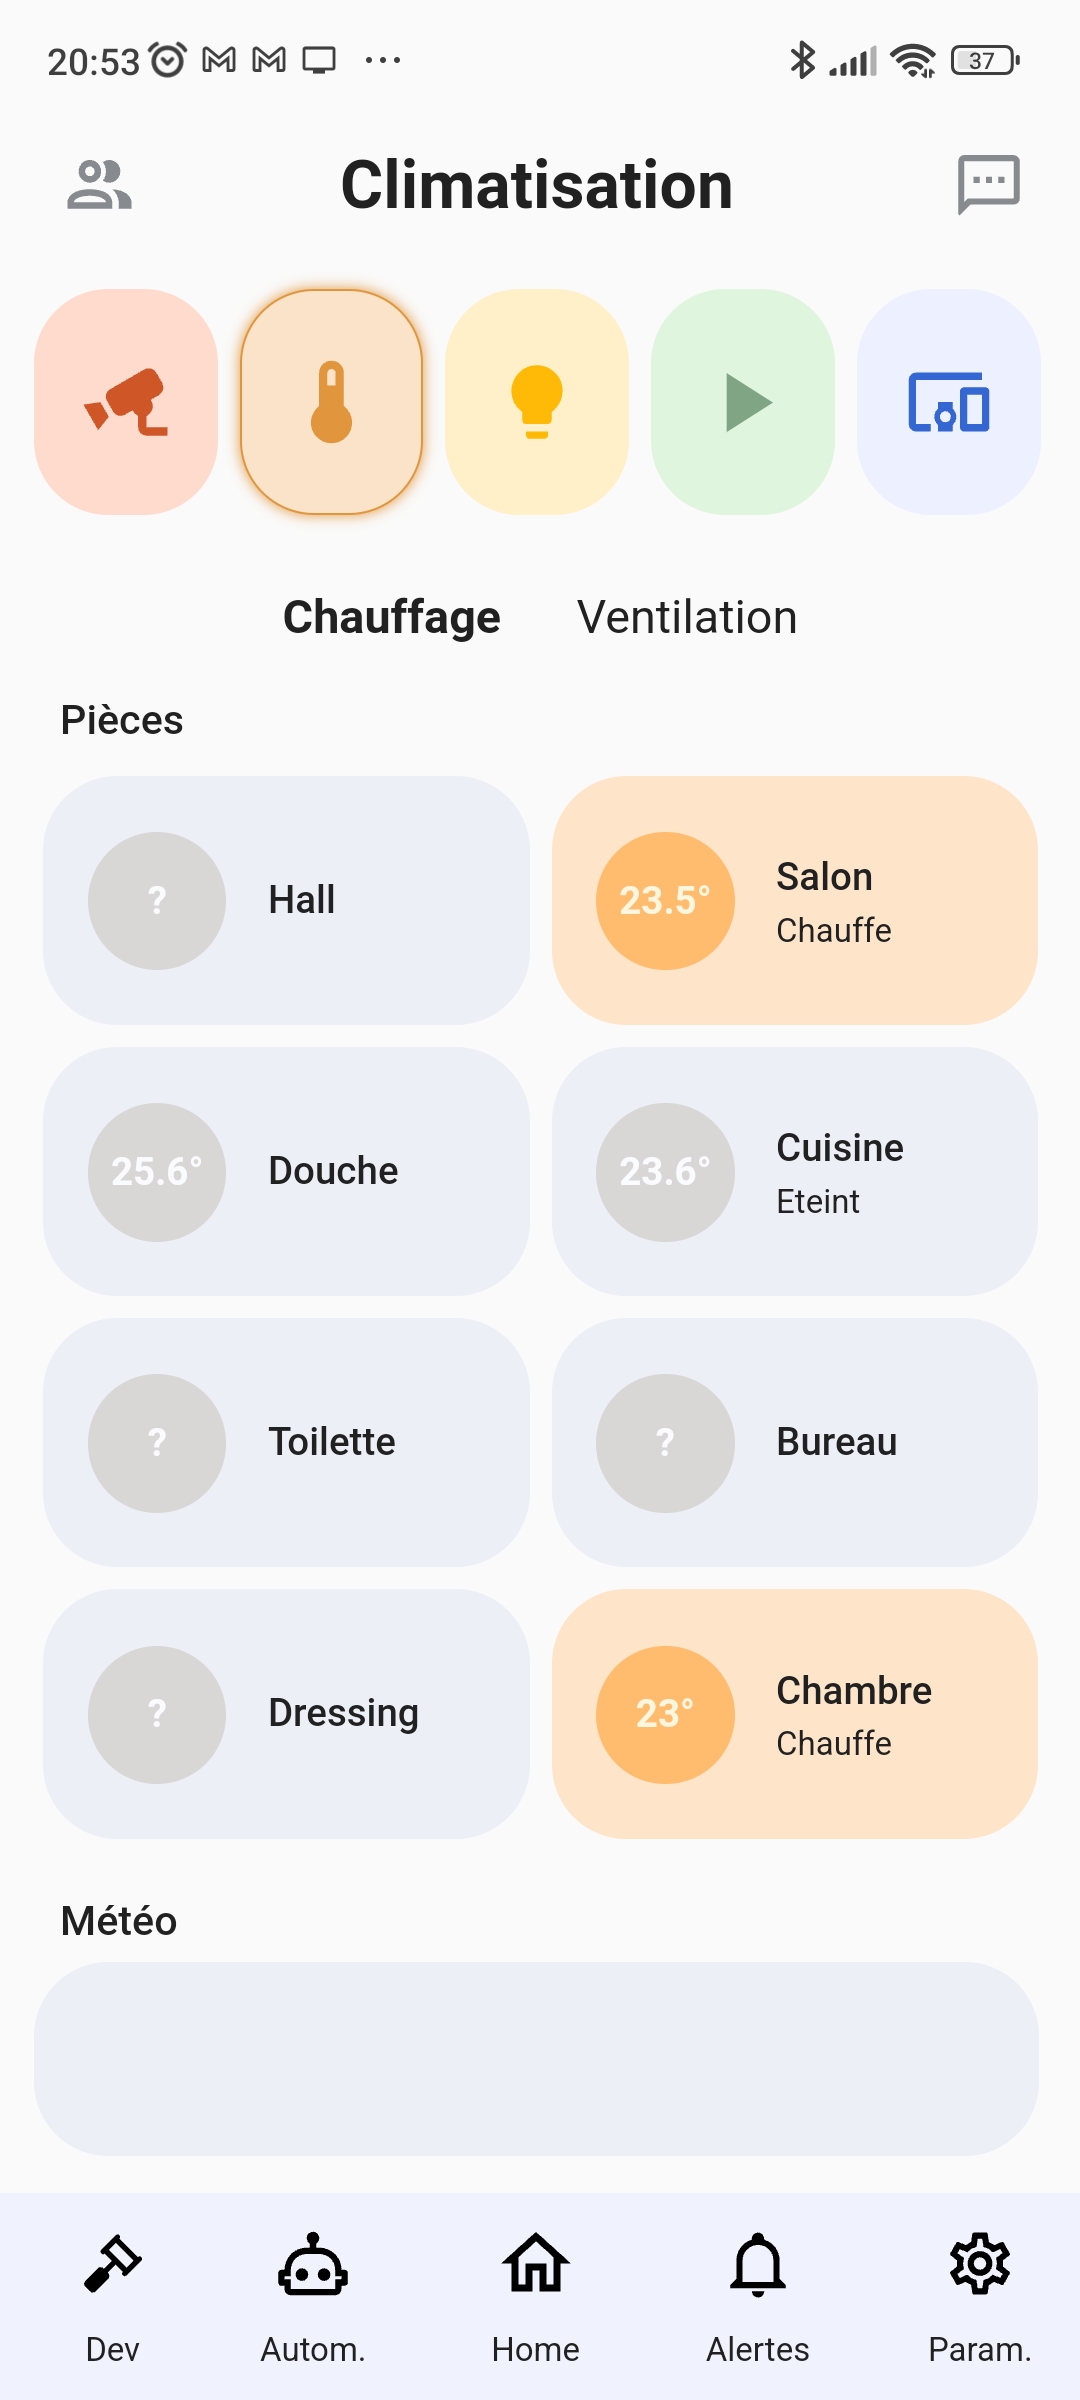 20:53 37
Climatisation
Chauffage Ventilation
Pièces
? Hall
23.5° Salon
Chauffe
25.6° Douche
23.6° Cuisine
Eteint
? Toilette
? Bureau
? Dressing
23° Chambre
Chauffe
Météo
Dev Autom. Home Alertes Param.